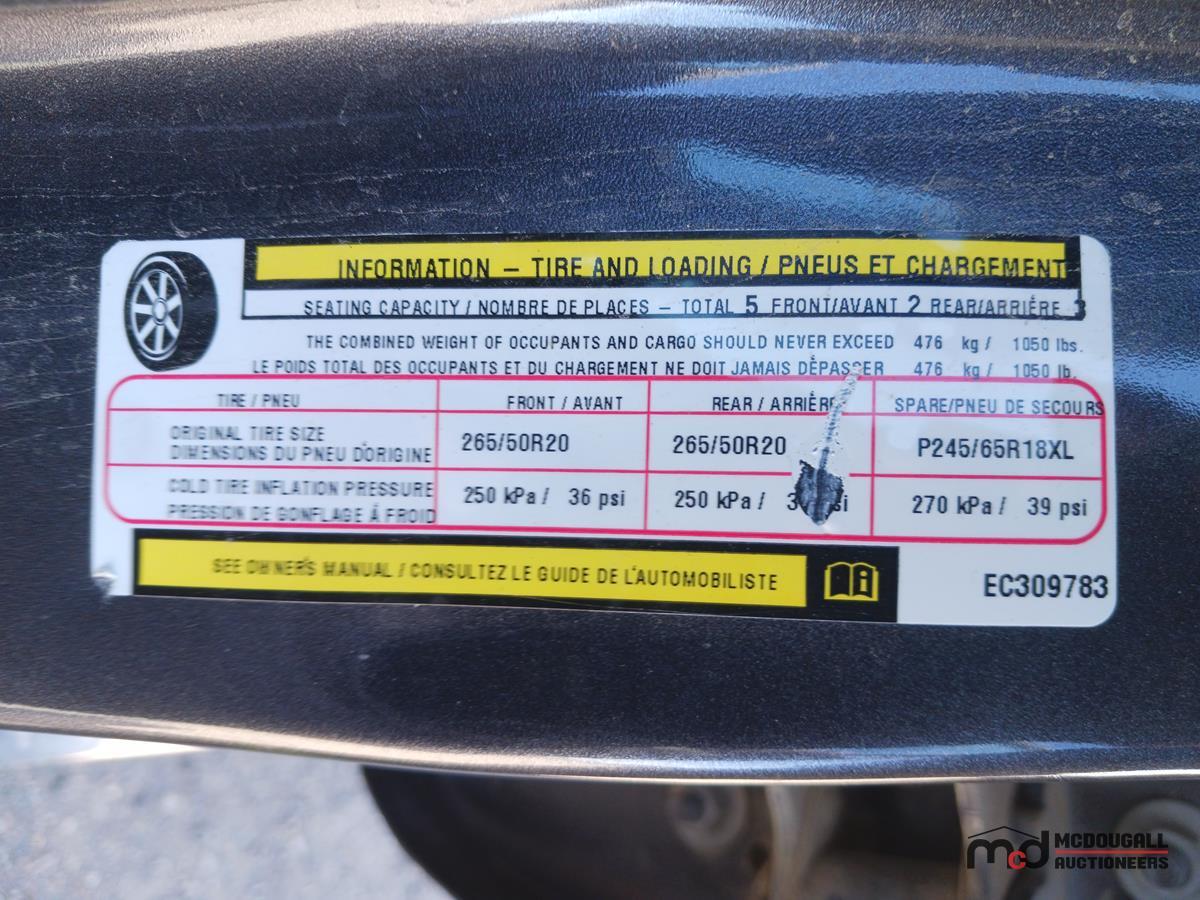 INFORMATION – TIRE AND LOADING / PNEUS ET CHARGEMENT
SEATING CAPACITY / NOMBRE DE PLACES – TOTAL 5 FRONT/AVANT 2 REAR/ARRIÈRE 3
THE COMBINED WEIGHT OF OCCUPANTS AND CARGO SHOULD NEVER EXCEED 476 kg / 1050 lbs.
LE POIDS TOTAL DES OCCUPANTS ET DU CHARGEMENT NE DOIT JAMAIS DÉPASSER 476 kg / 1050 lb.
TIRE / PNEU FRONT / AVANT REAR / ARRIÈRE SPARE/PNEU DE SECOURS
ORIGINAL TIRE SIZE
DIMENSIONS DU PNEU D'ORIGINE 265/50R20 265/50R20 P245/65R18XL
COLD TIRE INFLATION PRESSURE
PRESSION DE GONFLAGE À FROID 250 kPa / 36 psi 250 kPa / 270 kPa / 39 psi
SEE OWNER'S MANUAL / CONSULTEZ LE GUIDE DE L'AUTOMOBILISTE
EC309783
mcd MCDOUGALL
AUCTIONEERS